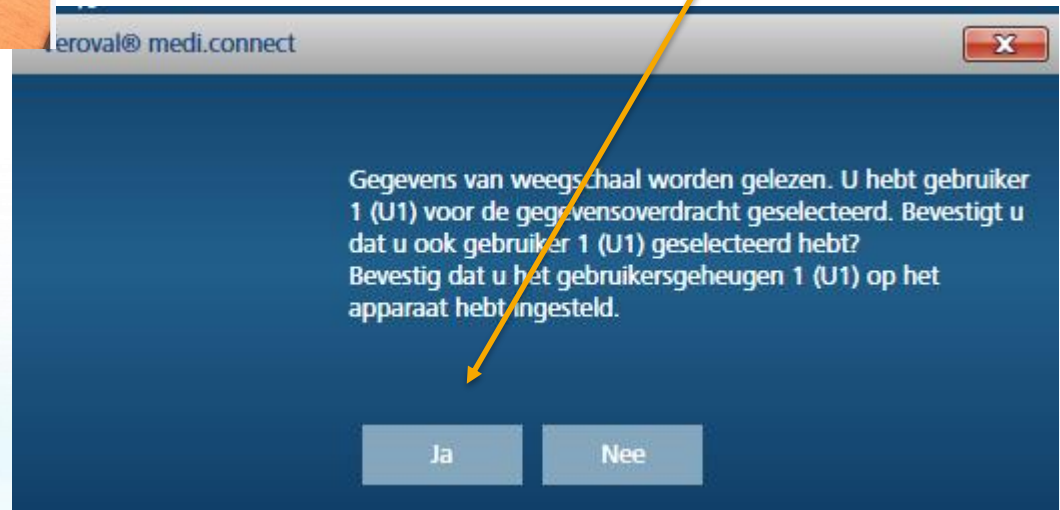 eroval® medi.connect
Gegevens van weegschaal worden gelezen. U hebt gebruiker
1 (U1) voor de gegevensoverdracht geselecteerd. Bevestigt u
dat u ook gebruiker 1 (U1) geselecteerd hebt?
Bevestig dat u het gebruikersgeheugen 1 (U1) op het
apparaat hebt ingesteld.
Ja
Nee